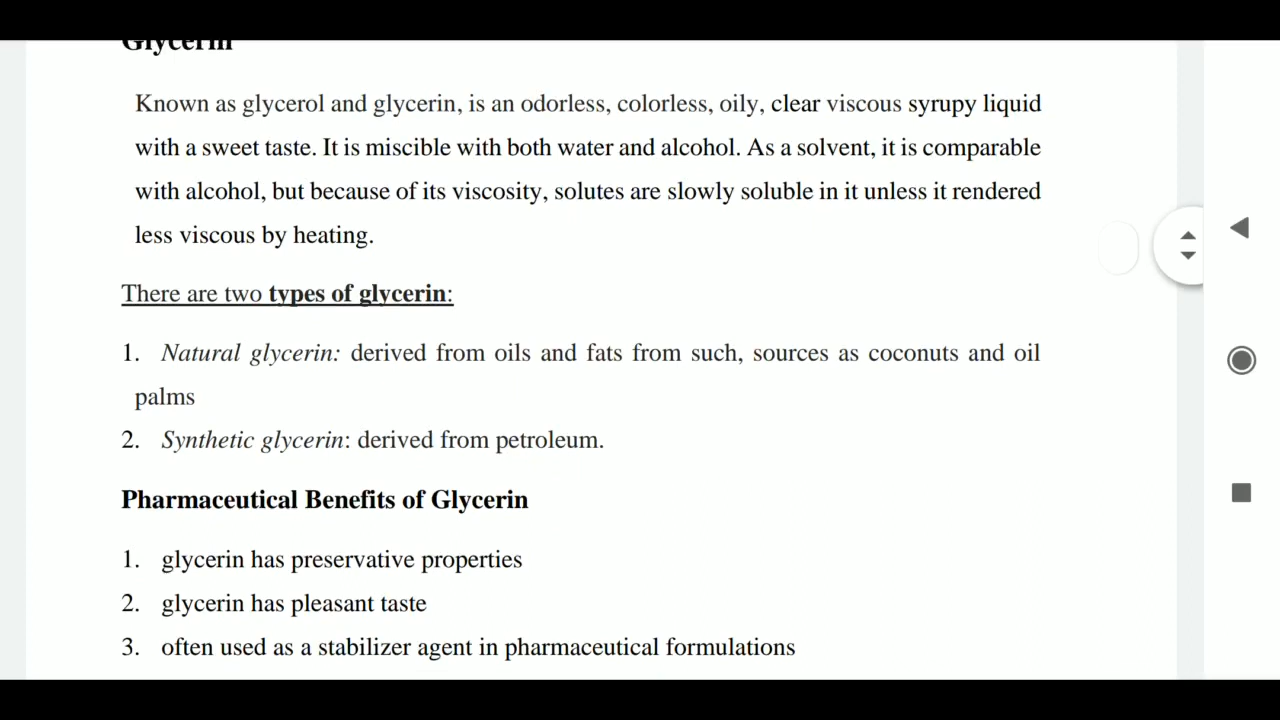 Glycerin
Known as glycerol and glycerin, is an odorless, colorless, oily, clear viscous syrupy liquid
with a sweet taste. It is miscible with both water and alcohol. As a solvent, it is comparable
with alcohol, but because of its viscosity, solutes are slowly soluble in it unless it rendered
less viscous by heating.
There are two types of glycerin:
1. Natural glycerin: derived from oils and fats from such, sources as coconuts and oil
palms
2. Synthetic glycerin: derived from petroleum.
Pharmaceutical Benefits of Glycerin
1. glycerin has preservative properties
2. glycerin has pleasant taste
3. often used as a stabilizer agent in pharmaceutical formulations